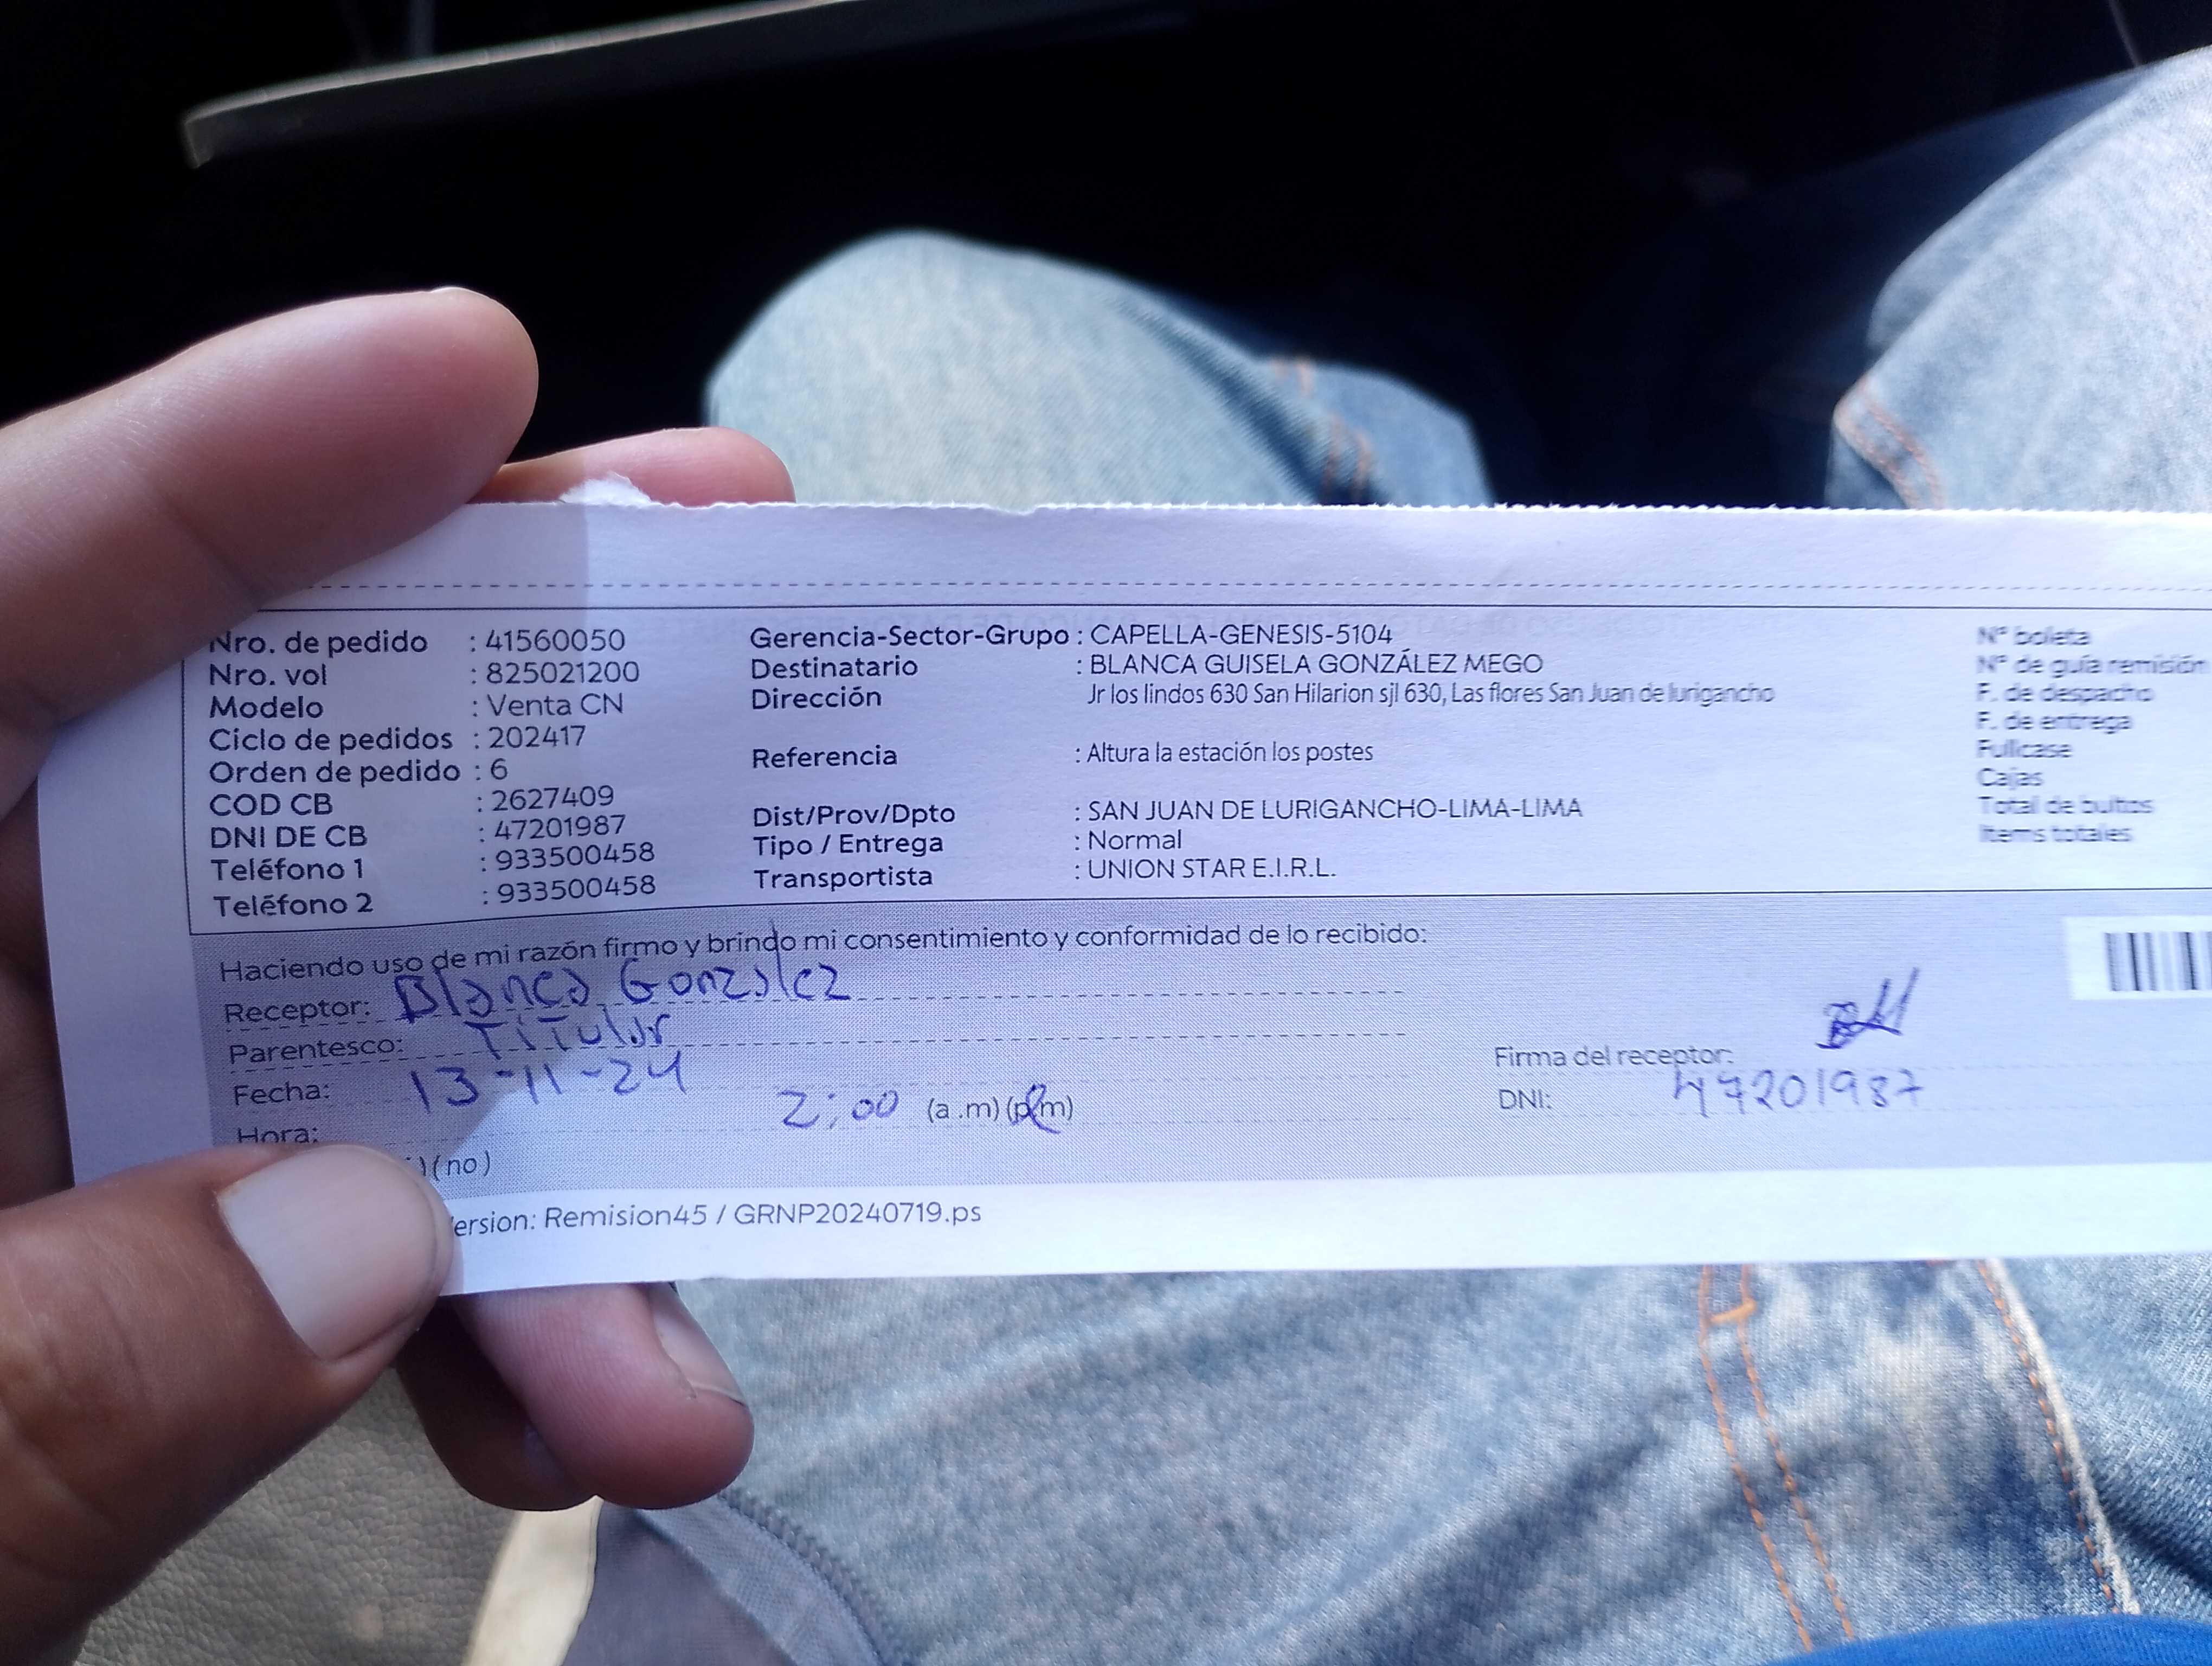 Nro. de pedido : 41560050
Nro. vol : 825021200
Modelo : Venta CN
Ciclo de pedidos : 202417
Orden de pedido : 6
COD CB : 2627409
DNI DE CB : 47201987
Teléfono 1 : 933500458
Teléfono 2 : 933500458
Gerencia-Sector-Grupo : CAPELLA-GENESIS-5104
Destinatario : BLANCA GUISELA GONZÁLEZ MEGO
Dirección Jr los lindos 630 San Hilarion sjl 630, Las flores San Juan de lurigancho
Referencia : Altura la estación los postes
Dist/Prov/Dpto : SAN JUAN DE LURIGANCHO-LIMA-LIMA
Tipo / Entrega : Normal
Transportista : UNION STAR E.I.R.L.
N° boleta
N° de guía remisión
F. de despacho
F. de entrega
Fullcase
Cajas
Total de bultos
Items totales
Haciendo uso de mi razón firmo y brindo mi consentimiento y conformidad de lo recibido:
Receptor: Blanca Gonzalez
Parentesco: Titular
Fecha: 13-11-24
Hora: 2:00 (a.m) (p.m)
(no)
Firma del receptor:
DNI: 47201987
ersion: Remision45 / GRNP20240719.ps